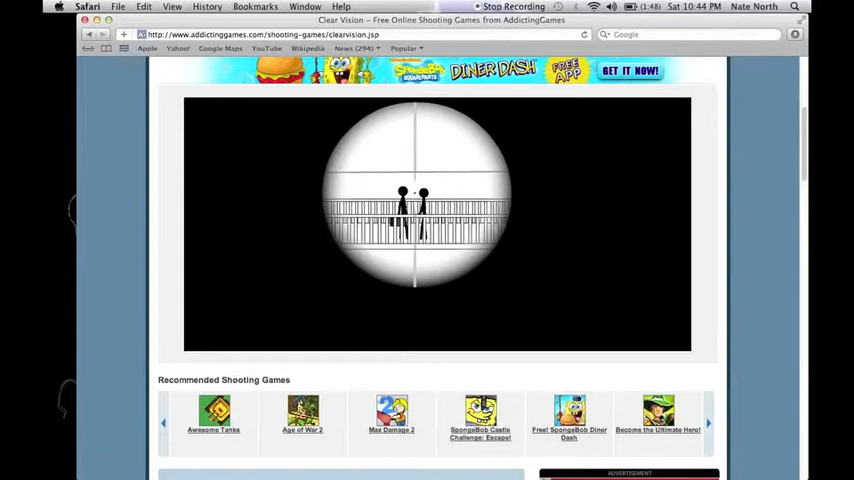 Safari File Edit View History Bookmarks Window Help Stop Recording (1:48) Sat 10:44 PM Nate North
Clear Vision – Free Online Shooting Games from AddictingGames
http://www.addictinggames.com/shooting-games/clearvision.jsp Google
Apple Yahoo! Google Maps YouTube Wikipedia News (294) Popular
SpongeBob SQUAREPANTS DINER DASH FREE APP GET IT NOW!
Recommended Shooting Games
Awesome Tanks Age of War 2 Max Damage 2 SpongeBob Castle Challenge: Escape! Free! SpongeBob Diner Dash Become the Ultimate Hero!
ADVERTISEMENT